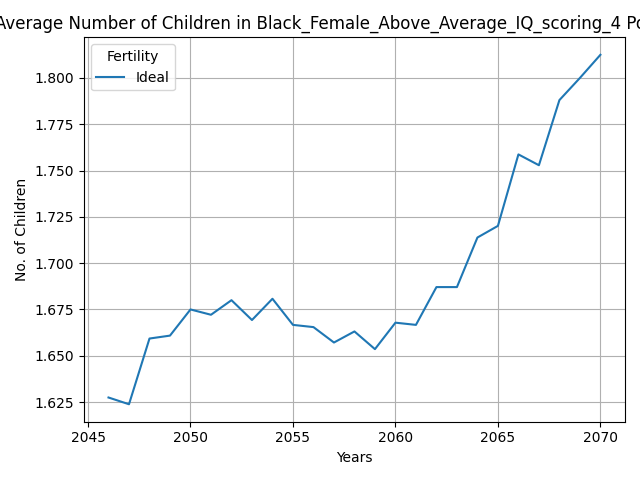 Average Number of Children in Black_Female_Above_Average_IQ_scoring_4 Po
Fertility
Ideal
1.800
1.775
1.750
1.725
1.700
1.675
1.650
1.625
No. of Children
2045 2050 2055 2060 2065 2070
Years